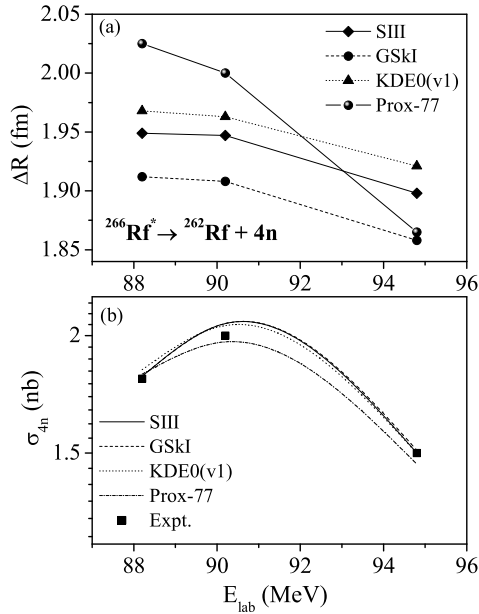 2.05
(a)
SIII
GSkI
KDE0(v1)
Prox-77
2.00
1.95
1.90
1.85
ΔR (fm)
²⁶⁶Rf* → ²⁶²Rf + 4n
88 90 92 94 96
(b)
2
1.5
σ₄ₙ (nb)
SIII
GSkI
KDE0(v1)
Prox-77
Expt.
88 90 92 94 96
E_lab (MeV)